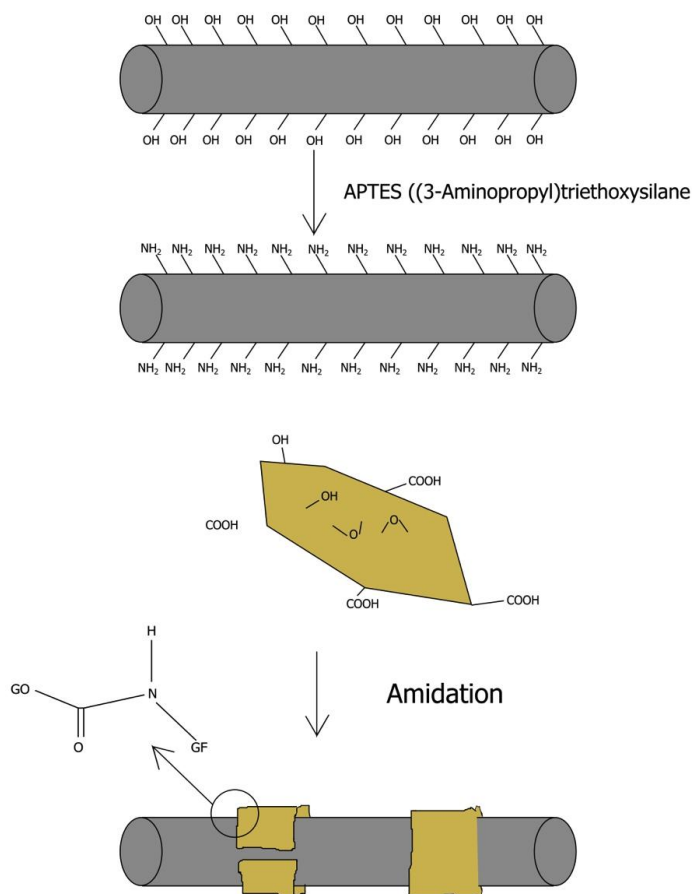 OH OH OH OH OH OH OH OH OH OH OH OH
OH OH OH OH OH OH OH OH OH OH OH OH
APTES ((3-Aminopropyl)triethoxysilane
NH₂ NH₂ NH₂ NH₂ NH₂ NH₂ NH₂ NH₂ NH₂ NH₂ NH₂ NH₂
NH₂ NH₂ NH₂ NH₂ NH₂ NH₂ NH₂ NH₂ NH₂ NH₂ NH₂ NH₂
OH
COOH
OH
COOH
O
O
COOH
COOH
H
GO
N
Amidation
O
GF